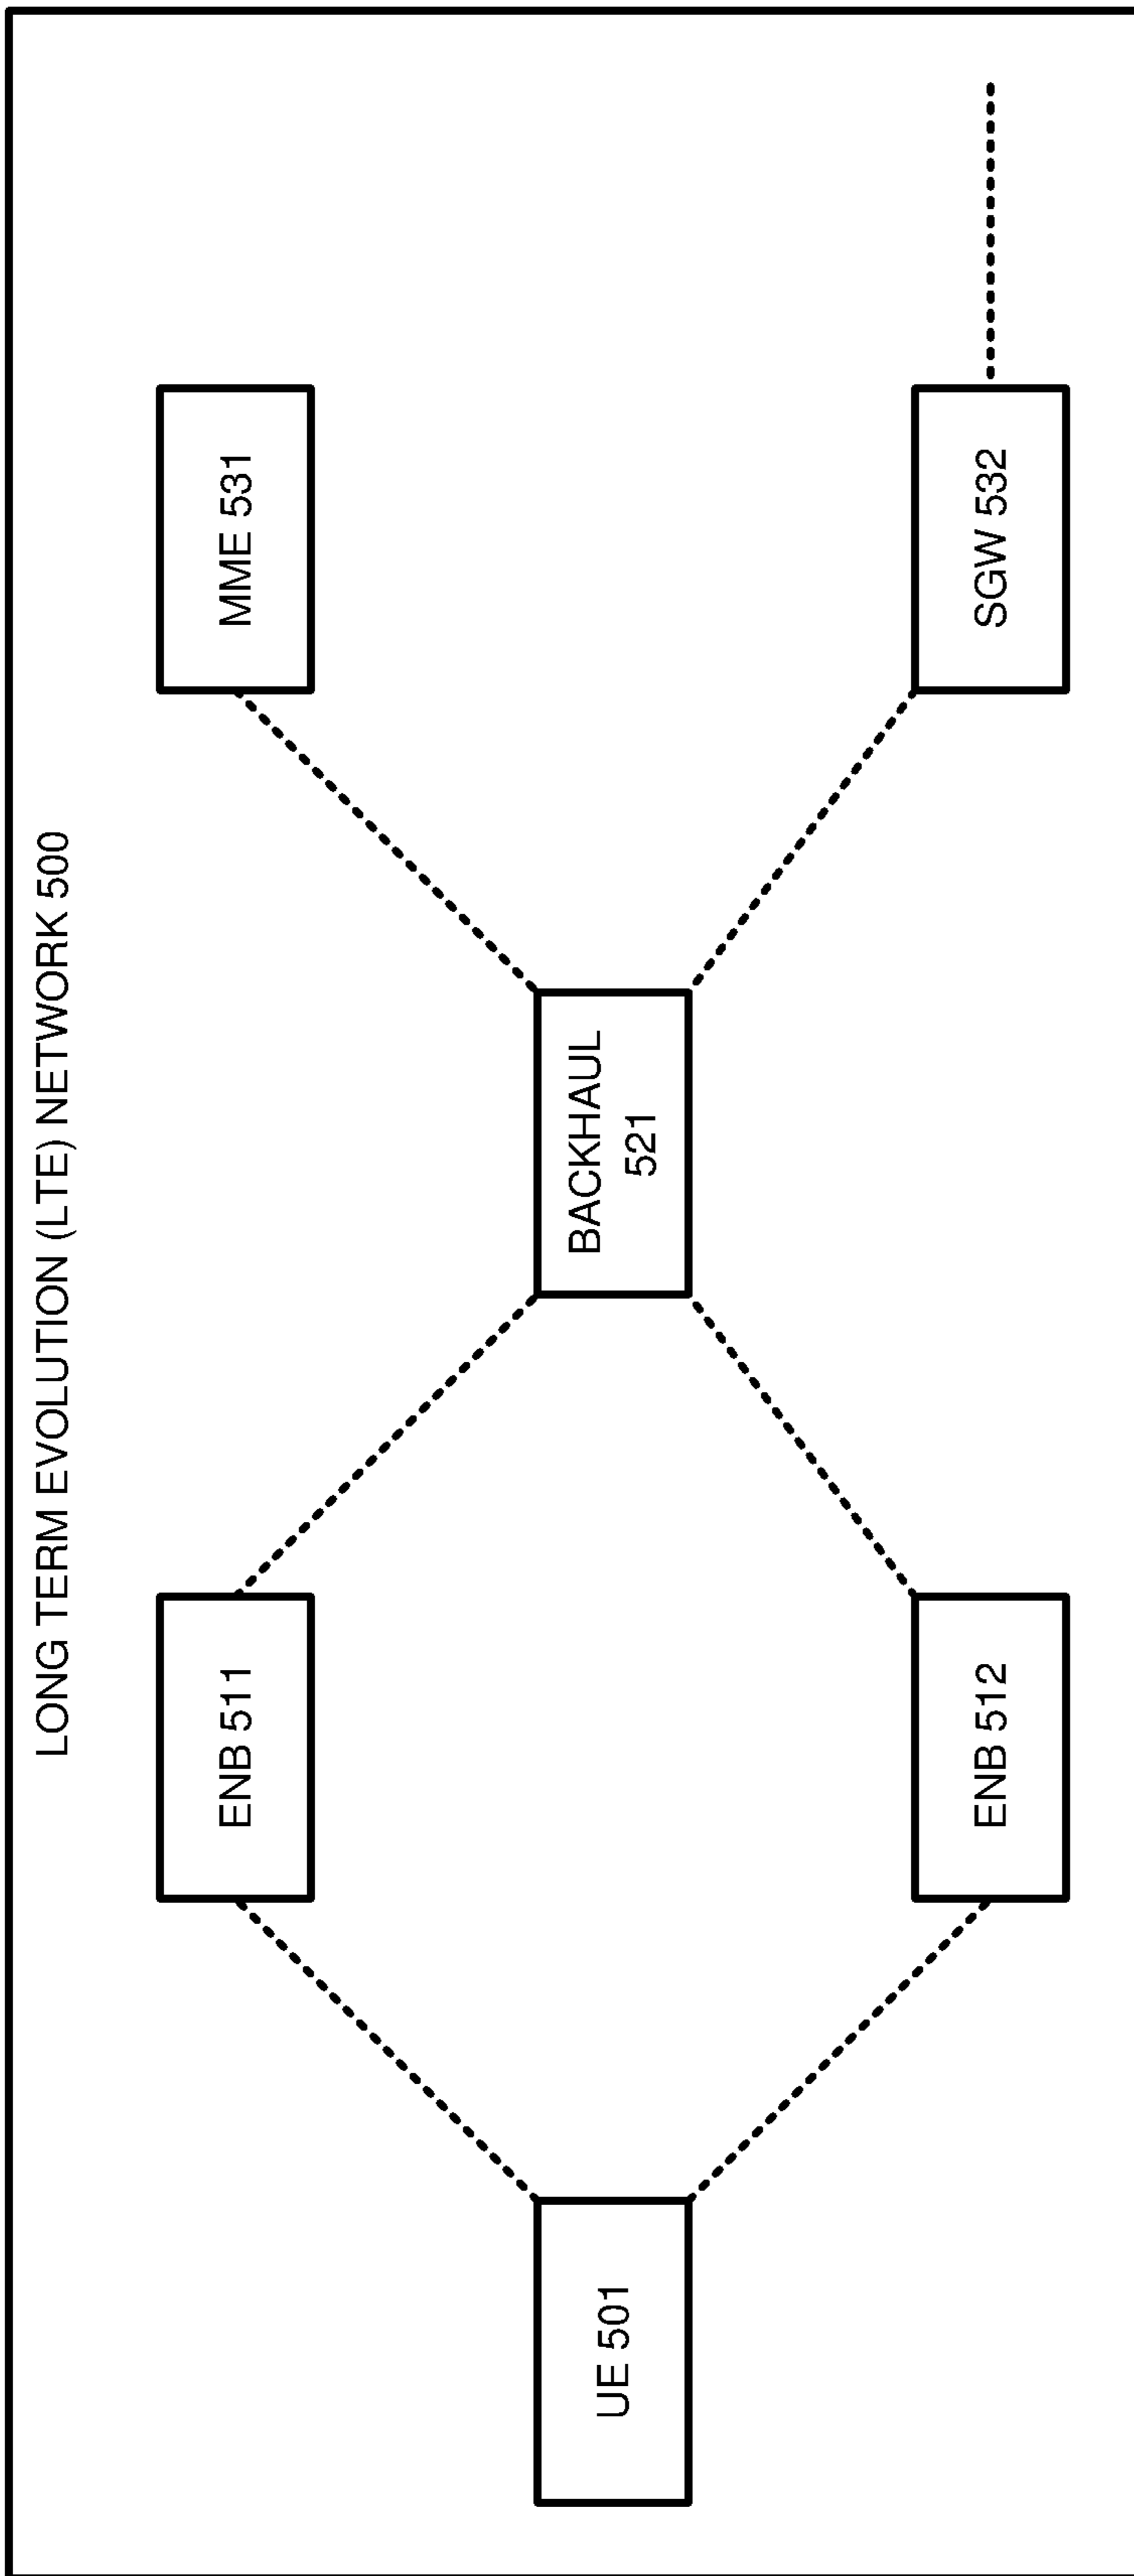 LONG TERM EVOLUTION (LTE) NETWORK 500
UE 501
ENB 511
ENB 512
BACKHAUL
521
MME 531
SGW 532